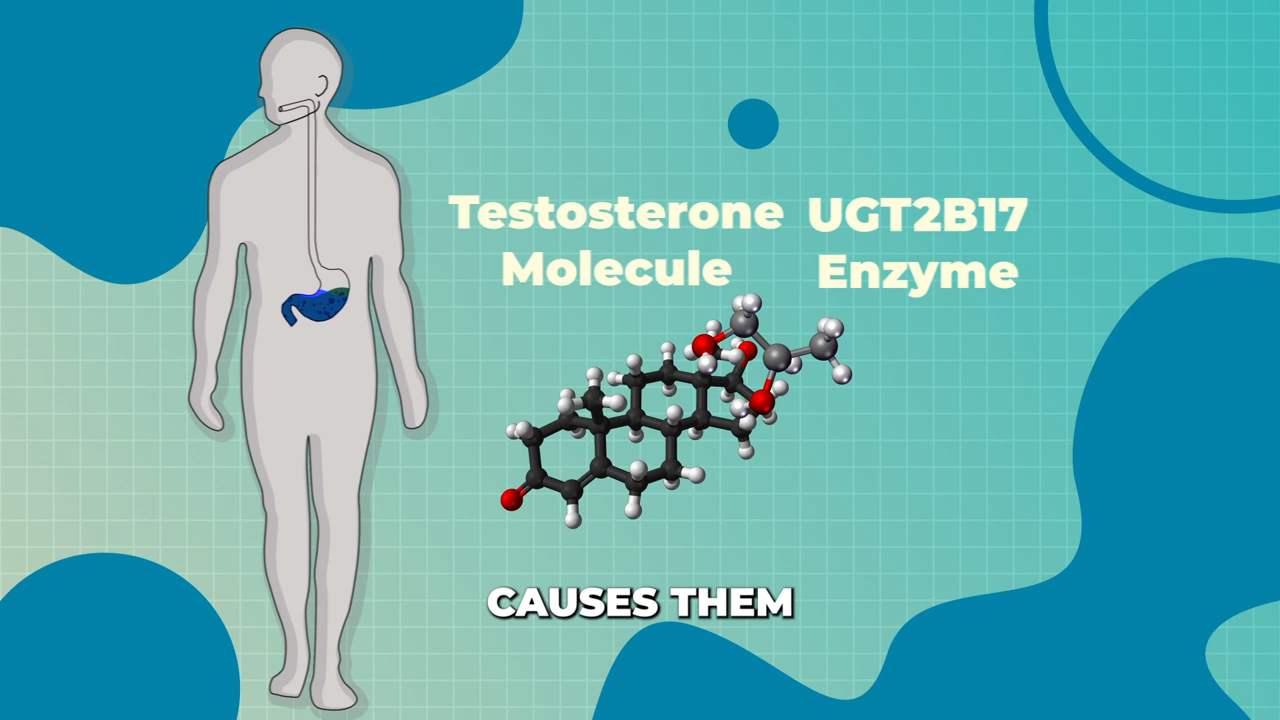 Testosterone
Molecule
UGT2B17
Enzyme
CAUSES THEM